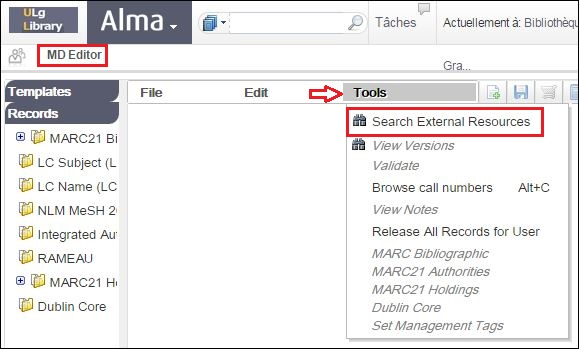 ULg
Library
Alma
Tâches
Actuellement à: Bibliothèq
MD Editor
Gra...
Templates
Records
File
Edit
Tools
MARC21 Bi
LC Subject (LC
LC Name (LC
NLM MeSH 20
Integrated Aut
RAMEAU
MARC21 Ho
Dublin Core
Search External Resources
View Versions
Validate
Browse call numbers Alt+C
View Notes
Release All Records for User
MARC Bibliographic
MARC21 Authorities
MARC21 Holdings
Dublin Core
Set Management Tags